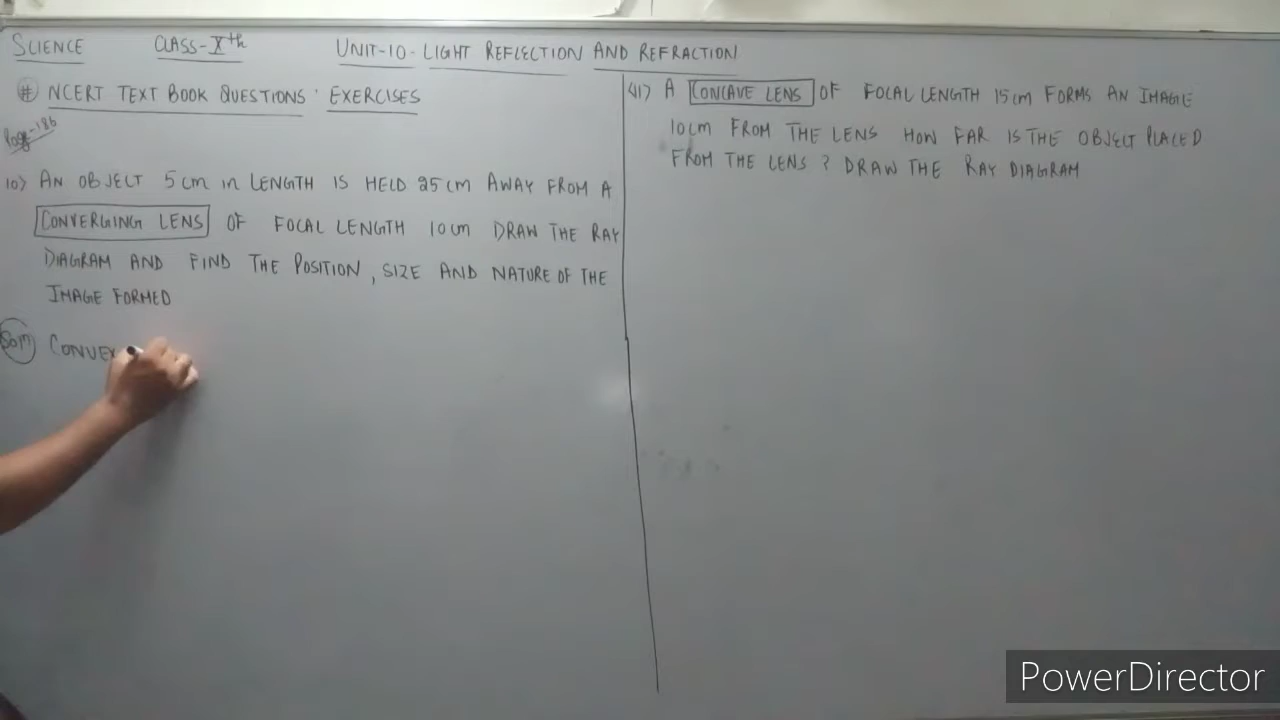 SCIENCE CLASS-Xth UNIT-10-LIGHT REFLECTION AND REFRACTION
# NCERT TEXT BOOK QUESTIONS ' EXERCISES
Page-186
10) AN OBJECT 5cm in LENGTH IS HELD 25cm AWAY FROM A
CONVERGING LENS OF FOCAL LENGTH 10cm DRAW THE RAY
DIAGRAM AND FIND THE POSITION, SIZE AND NATURE OF THE
IMAGE FORMED
Soln CONVE
11) A CONCAVE LENS OF FOCAL LENGTH 15cm FORMS AN IMAGE
10cm FROM THE LENS HOW FAR IS THE OBJECT PLACED
FROM THE LENS ? DRAW THE RAY DIAGRAM
PowerDirector